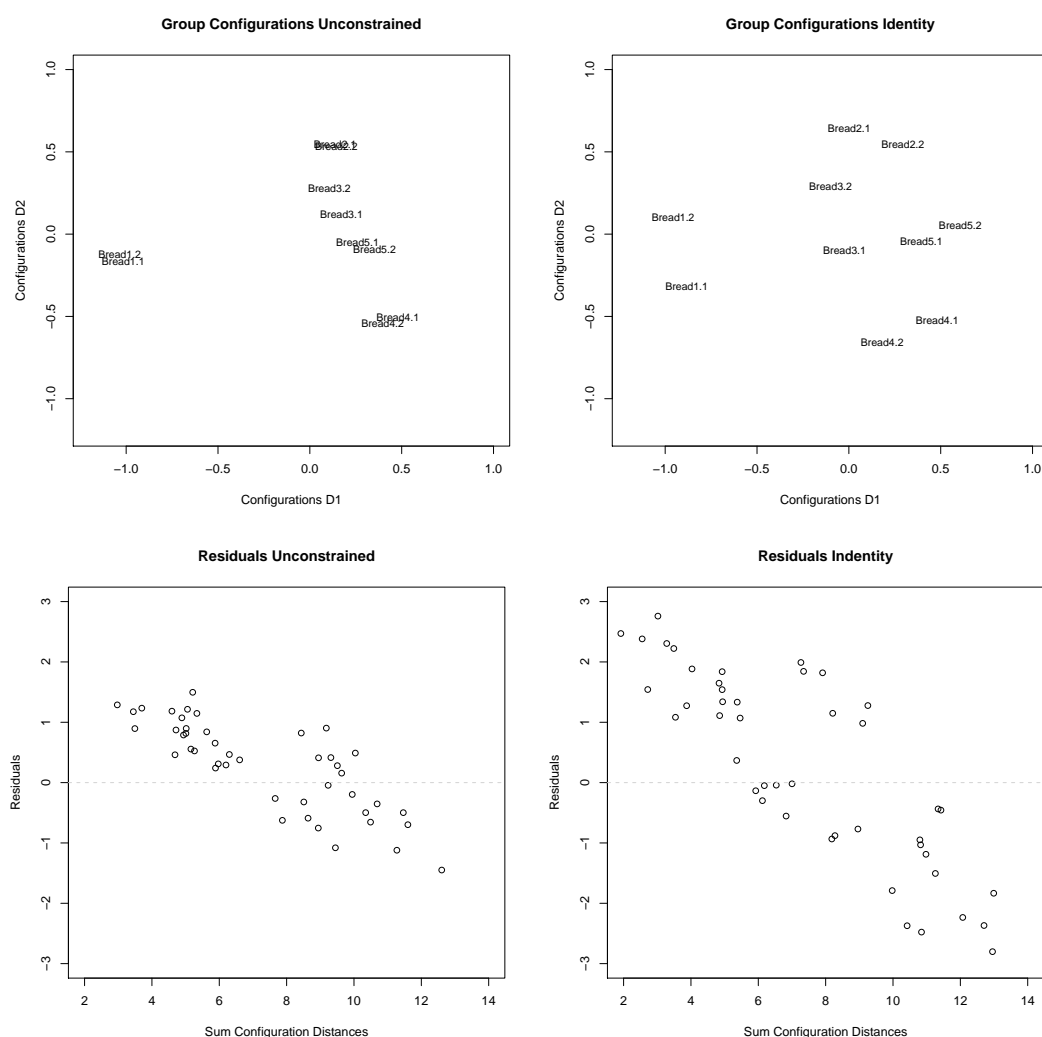 Group Configurations Unconstrained
Configurations D2
1.0
0.5
0.0
−0.5
−1.0
Bread2.1
Bread2.2
Bread3.2
Bread3.1
Bread5.1
Bread5.2
Bread1.2
Bread1.1
Bread4.1
Bread4.2
−1.0 −0.5 0.0 0.5 1.0
Configurations D1
Group Configurations Identity
Configurations D2
1.0
0.5
0.0
−0.5
−1.0
Bread2.1
Bread2.2
Bread3.2
Bread1.2
Bread5.2
Bread5.1
Bread3.1
Bread1.1
Bread4.1
Bread4.2
−1.0 −0.5 0.0 0.5 1.0
Configurations D1
Residuals Unconstrained
Residuals
3
2
1
0
−1
−2
−3
2 4 6 8 10 12 14
Sum Configuration Distances
Residuals Indentity
Residuals
3
2
1
0
−1
−2
−3
2 4 6 8 10 12 14
Sum Configuration Distances